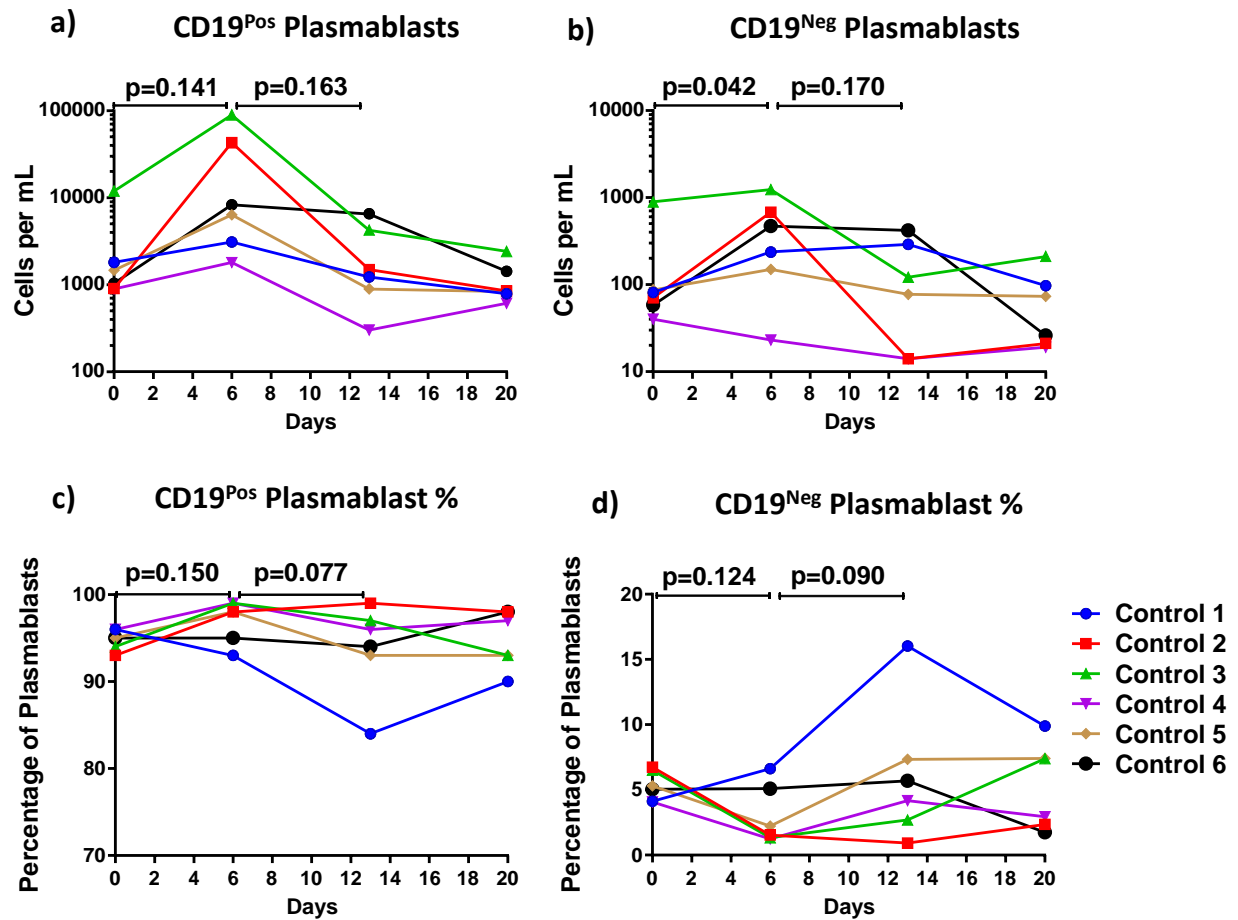 a) CD19Pos Plasmablasts
p=0.141 p=0.163
Cells per mL
100000
10000
1000
100
0 2 4 6 8 10 12 14 16 18 20
Days
b) CD19Neg Plasmablasts
p=0.042 p=0.170
Cells per mL
10000
1000
100
10
0 2 4 6 8 10 12 14 16 18 20
Days
c) CD19Pos Plasmablast %
p=0.150 p=0.077
Percentage of Plasmablasts
100
90
80
70
0 2 4 6 8 10 12 14 16 18 20
Days
d) CD19Neg Plasmablast %
p=0.124 p=0.090
Percentage of Plasmablasts
20
15
10
5
0
0 2 4 6 8 10 12 14 16 18 20
Days
Control 1
Control 2
Control 3
Control 4
Control 5
Control 6